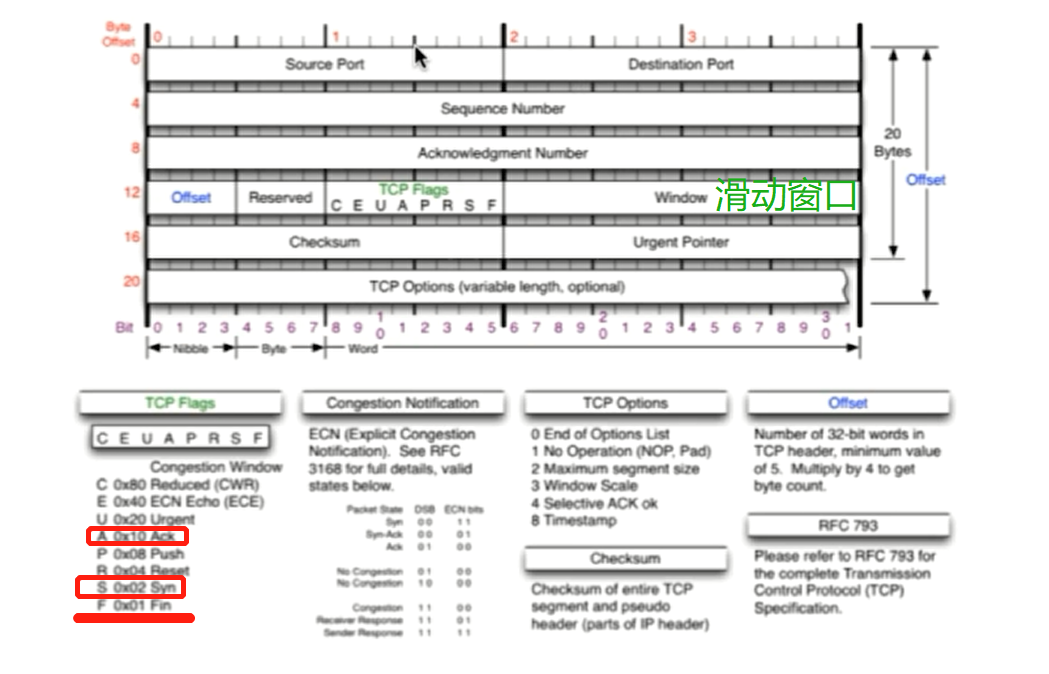 Byte
Offset
0 1 2 3
0 Source Port Destination Port
4 Sequence Number
8 Acknowledgment Number
20
Bytes
Offset
12 Offset Reserved TCP Flags
C E U A P R S F
Window 滑动窗口
16 Checksum Urgent Pointer
20 TCP Options (variable length, optional)
Bit 0 1 2 3 4 5 6 7 8 9 10 1 2 3 4 5 6 7 8 9 20 1 2 3 4 5 6 7 8 9 30 1
Nibble Byte Word
TCP Flags
C E U A P R S F
Congestion Window
C 0x80 Reduced (CWR)
E 0x40 ECN Echo (ECE)
U 0x20 Urgent
A 0x10 Ack
P 0x08 Push
R 0x04 Reset
S 0x02 Syn
F 0x01 Fin
Congestion Notification
ECN (Explicit Congestion
Notification). See RFC
3168 for full details, valid
states below.
Packet State DSB ECN bits
Syn 0 0 1 1
Syn-Ack 0 0 0 1
Ack 0 1 0 0
No Congestion 0 1 0 0
No Congestion 1 0 0 0
Congestion 1 1 0 0
Receiver Response 1 1 0 1
Sender Response 1 1 1 1
TCP Options
0 End of Options List
1 No Operation (NOP, Pad)
2 Maximum segment size
3 Window Scale
4 Selective ACK ok
8 Timestamp
Checksum
Checksum of entire TCP
segment and pseudo
header (parts of IP header)
Offset
Number of 32-bit words in
TCP header, minimum value
of 5. Multiply by 4 to get
byte count.
RFC 793
Please refer to RFC 793 for
the complete Transmission
Control Protocol (TCP)
Specification.